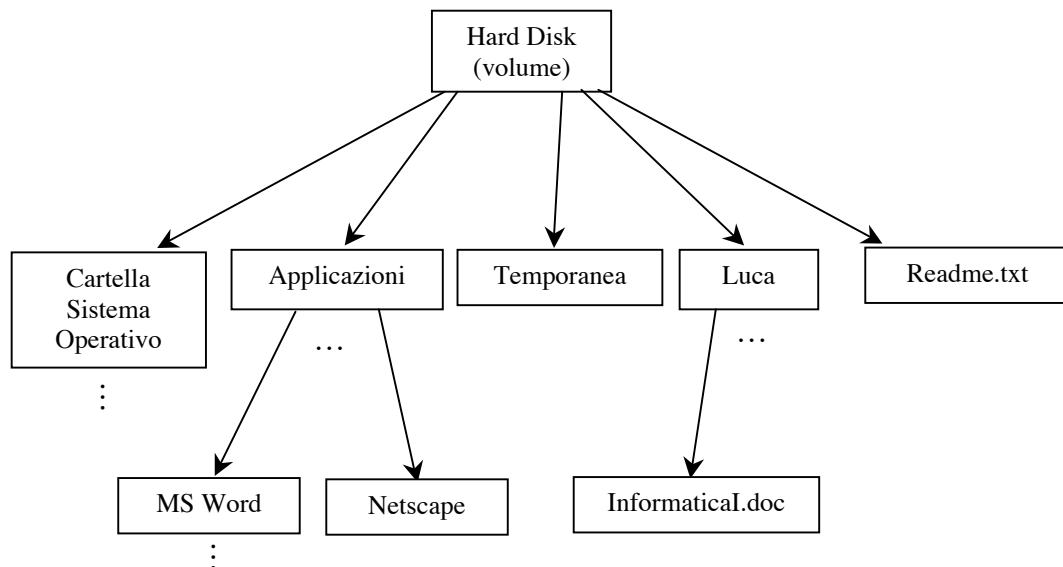 Hard Disk
(volume)
Cartella
Sistema
Operativo
Applicazioni
Temporanea
Luca
Readme.txt
…
…
⋮
MS Word
Netscape
InformaticaI.doc
⋮